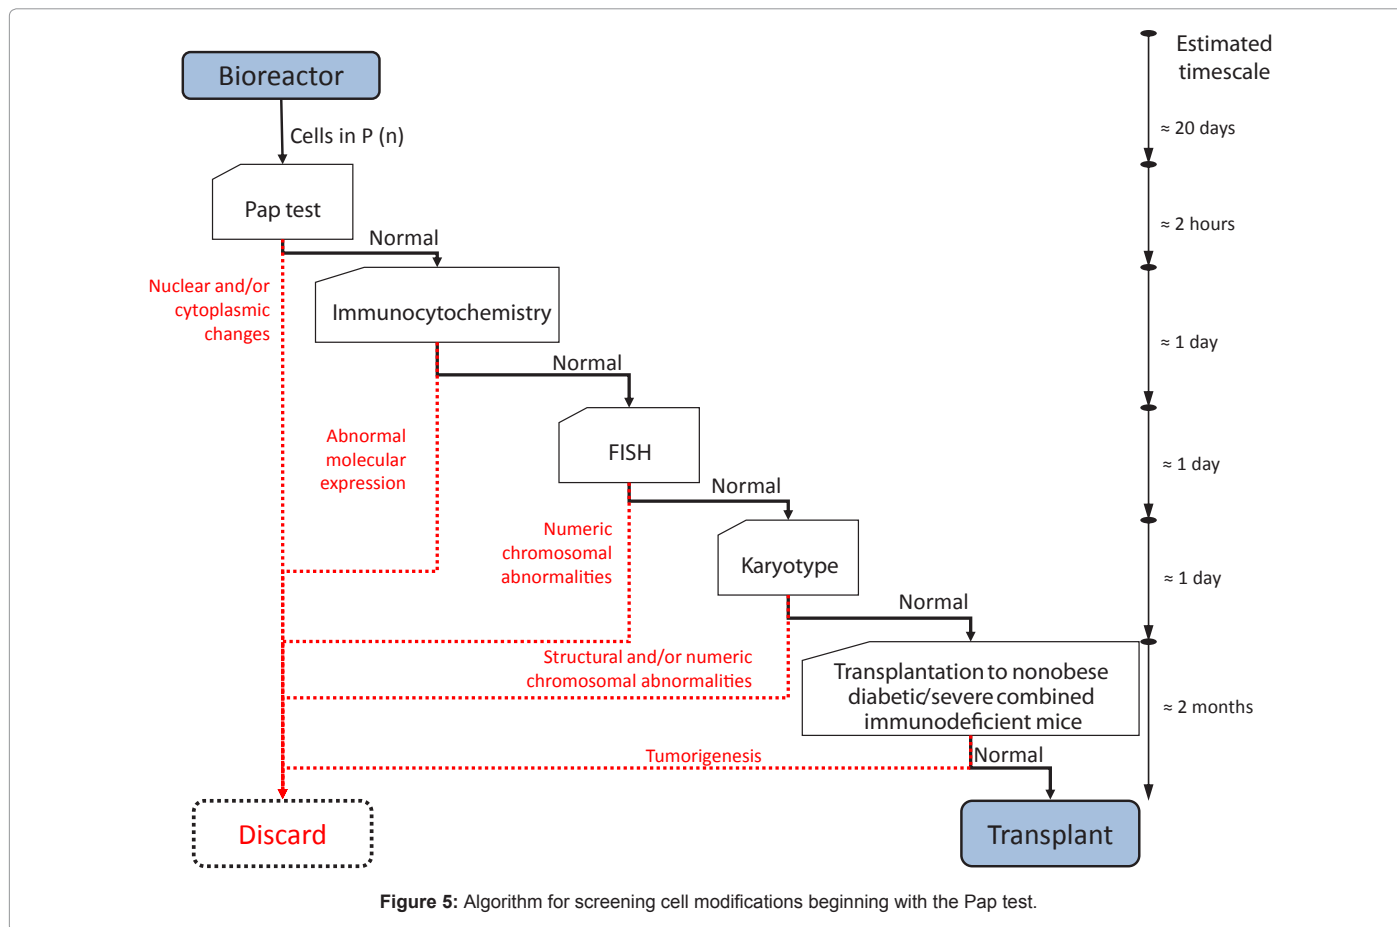 Bioreactor
Estimated
timescale
Cells in P (n)
≈ 20 days
Pap test
Normal
≈ 2 hours
Nuclear and/or
cytoplasmic
changes
Immunocytochemistry
Normal
≈ 1 day
Abnormal
molecular
expression
FISH
Normal
≈ 1 day
Numeric
chromosomal
abnormalities
Karyotype
Normal
≈ 1 day
Structural and/or numeric
chromosomal abnormalities
Transplantation to nonobese
diabetic/severe combined
immunodeficient mice
≈ 2 months
Tumorigenesis
Normal
Discard
Transplant
Figure 5: Algorithm for screening cell modifications beginning with the Pap test.